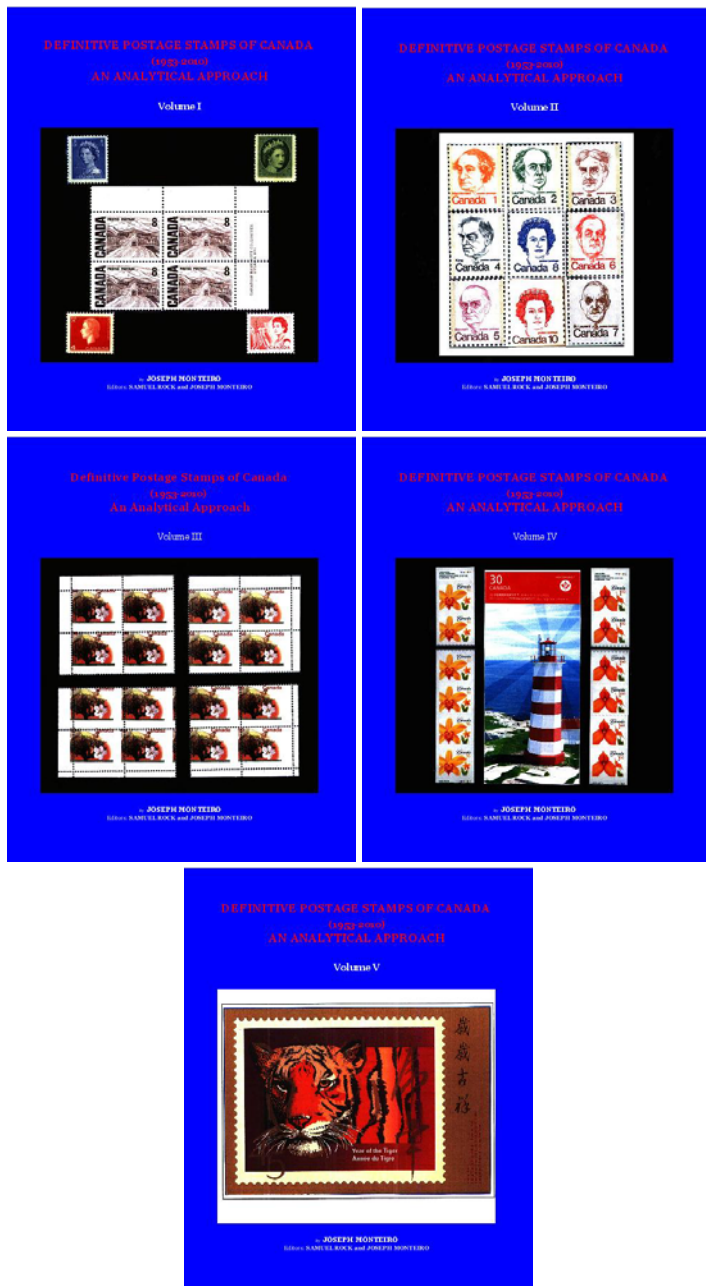 DEFINITIVE POSTAGE STAMPS OF CANADA
(1953-2010)
AN ANALYTICAL APPROACH
Volume I
CANADA 8
CANADA 8
CANADA 8
CANADA 8
by JOSEPH MONTEIRO
Editors: SAMUEL ROCK and JOSEPH MONTEIRO
DEFINITIVE POSTAGE STAMPS OF CANADA
(1953-2010)
AN ANALYTICAL APPROACH
Volume II
Canada 1
Canada 2
Canada 3
Canada 4
Canada 8
Canada 6
Canada 5
Canada 10
Canada 7
by JOSEPH MONTEIRO
Editors: SAMUEL ROCK and JOSEPH MONTEIRO
Definitive Postage Stamps of Canada
(1953-2010)
An Analytical Approach
Volume III
Canada
Canada
Canada
Canada
by JOSEPH MONTEIRO
Editors: SAMUEL ROCK and JOSEPH MONTEIRO
DEFINITIVE POSTAGE STAMPS OF CANADA
(1953-2010)
AN ANALYTICAL APPROACH
Volume IV
30
CANADA
by JOSEPH MONTEIRO
Editors: SAMUEL ROCK and JOSEPH MONTEIRO
DEFINITIVE POSTAGE STAMPS OF CANADA
(1953-2010)
AN ANALYTICAL APPROACH
Volume V
歲歲吉祥
Year of the Tiger
Année du Tigre
by JOSEPH MONTEIRO
Editors: SAMUEL ROCK and JOSEPH MONTEIRO